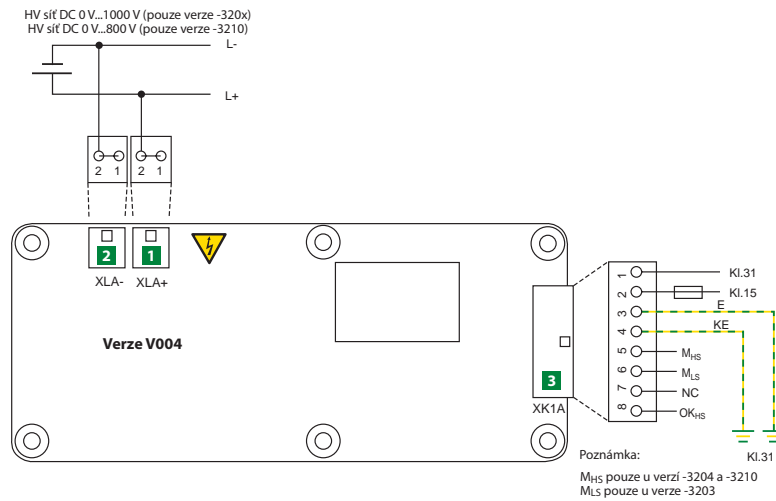 HV síť DC 0 V...1000 V (pouze verze -320x)
HV síť DC 0 V...800 V (pouze verze -3210)
L-
L+
2 1 2 1
2 1
XLA- XLA+
Verze V004
3
XK1A
1 Kl.31
2 Kl.15
3 E
4 KE
5 MHS
6 MLS
7 NC
8 OKHS
Kl.31
Poznámka:
MHS pouze u verzí -3204 a -3210
MLS pouze u verze -3203